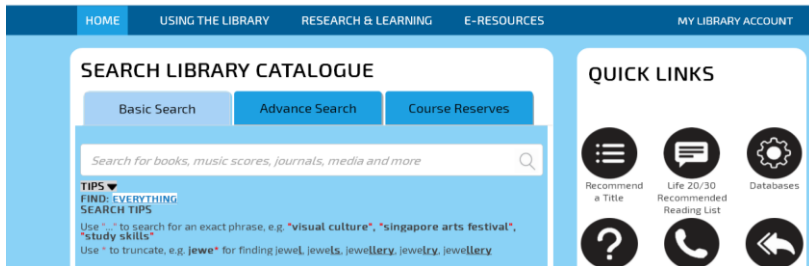 HOME USING THE LIBRARY RESEARCH & LEARNING E-RESOURCES MY LIBRARY ACCOUNT
SEARCH LIBRARY CATALOGUE
Basic Search Advance Search Course Reserves
Search for books, music scores, journals, media and more
TIPS
FIND: EVERYTHING
SEARCH TIPS
Use "..." to search for an exact phrase, e.g. "visual culture", "singapore arts festival",
"study skills"
Use * to truncate, e.g. jewe* for finding jewel, jewels, jewellery, jewelry, jewellery
QUICK LINKS
Recommend
a Title
Life 20/30
Recommended
Reading List
Databases
?